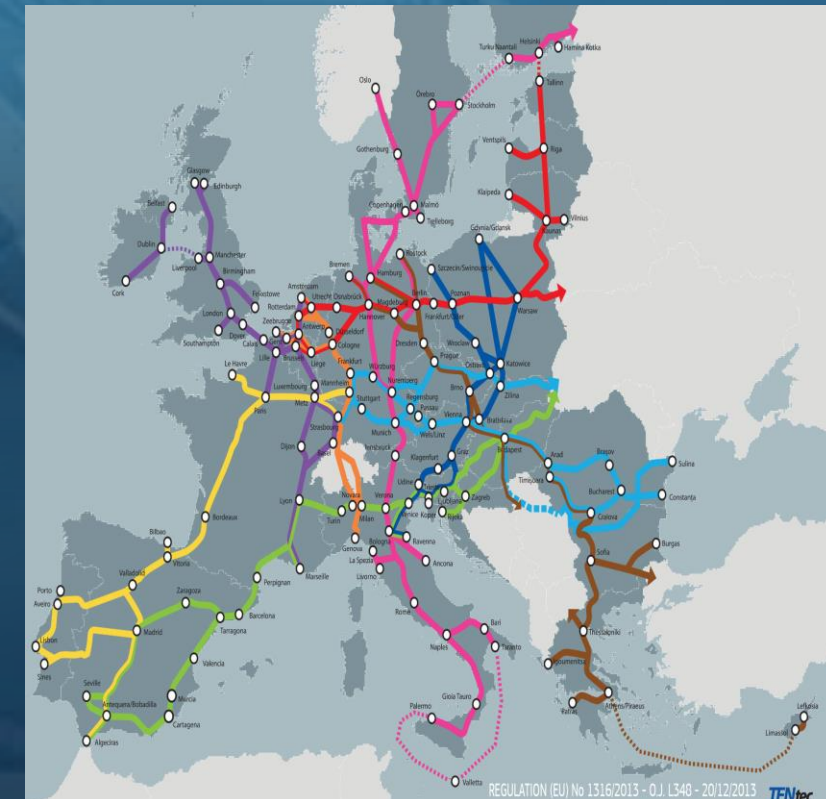 Helsinki
Turku Naantali
Hamina Kotka
Oslo
Örebro
Stockholm
Tallinn
Gothenburg
Ventspils
Riga
Glasgow
Edinburgh
Klaipeda
Belfast
Copenhagen
Malmö
Trelleborg
Vilnius
Kaunas
Gdynia/Gdansk
Dublin
Manchester
Liverpool
Rostock
Bremen
Hamburg
Szczecin/Swinoujscie
Birmingham
Cork
Felixstowe
Amsterdam
Rotterdam
Utrecht
Osnabrück
Magdeburg
Berlin
Poznan
Warsaw
London
Zeebrugge
Hannover
Frankfurt/Oder
Southampton
Dover
Calais
Antwerp
Düsseldorf
Cologne
Wroclaw
Dresden
Lille
Brussels
Liège
Prague
Ostrava
Katowice
Le Havre
Frankfurt
Würzburg
Luxembourg
Mannheim
Nuremberg
Brno
Zilina
Paris
Metz
Stuttgart
Regensburg
Passau
Strasbourg
Vienna
Bratislava
Munich
Wels/Linz
Dijon
Basel
Innsbruck
Klagenfurt
Graz
Budapest
Arad
Brasov
Sulina
Timişoara
Lyon
Novara
Verona
Udine
Ljubljana
Zagreb
Bucharest
Constanţa
Turin
Milan
Venice
Koper
Rijeka
Craiova
Bordeaux
Genova
Bologna
Ravenna
Bilbao
La Spezia
Ancona
Sofia
Burgas
Vitoria
Marseille
Livorno
Porto
Valladolid
Perpignan
Aveiro
Zaragoza
Rome
Bari
Barcelona
Madrid
Tarragona
Naples
Taranto
Thessaloniki
Lisbon
Igoumenitsa
Sines
Valencia
Seville
Murcia
Gioia Tauro
Patras
Athens/Piraeus
Antequera/Bobadilla
Cartagena
Palermo
Lefkosia
Limassol
Algeciras
Valletta
REGULATION (EU) No 1316/2013 - O.J. L348 - 20/12/2013
TENtec